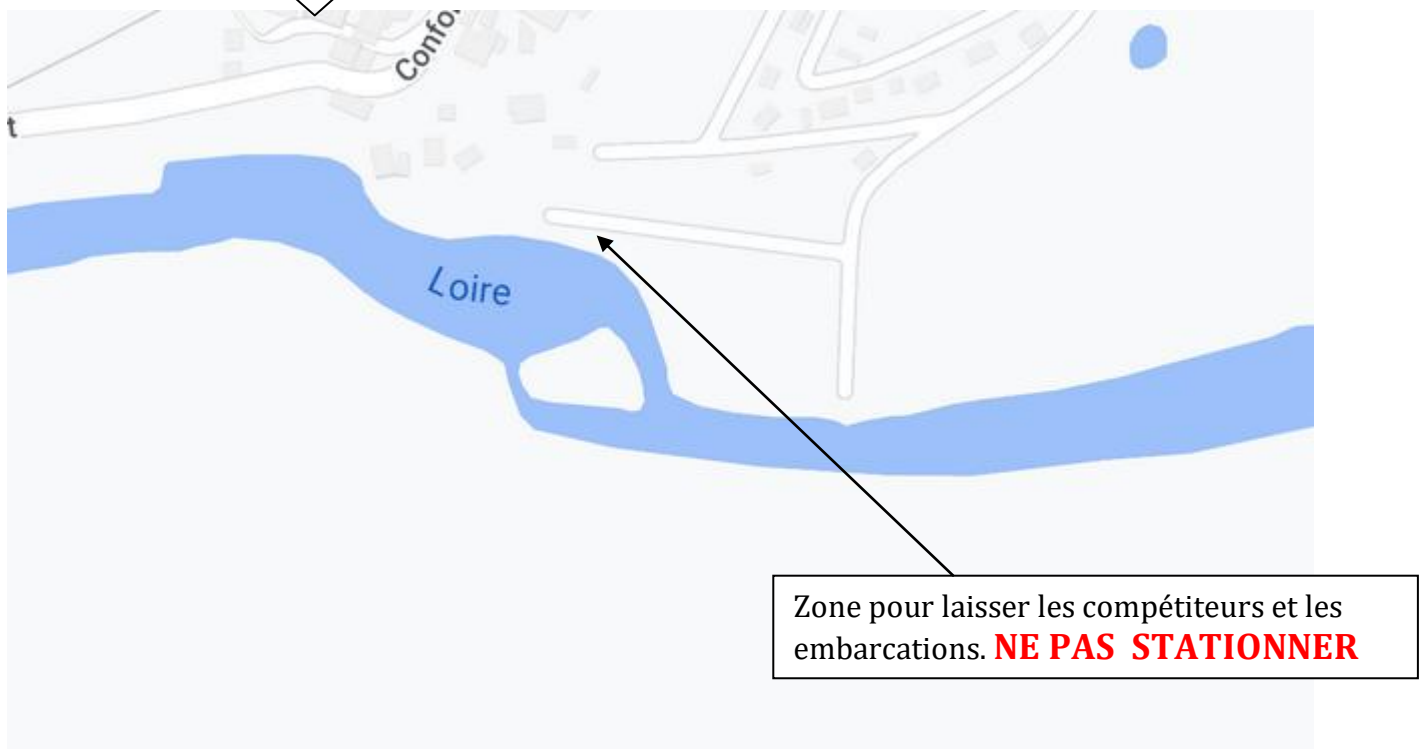 Confo
t
Loire
Zone pour laisser les compétiteurs et les
embarcations. NE PAS STATIONNER